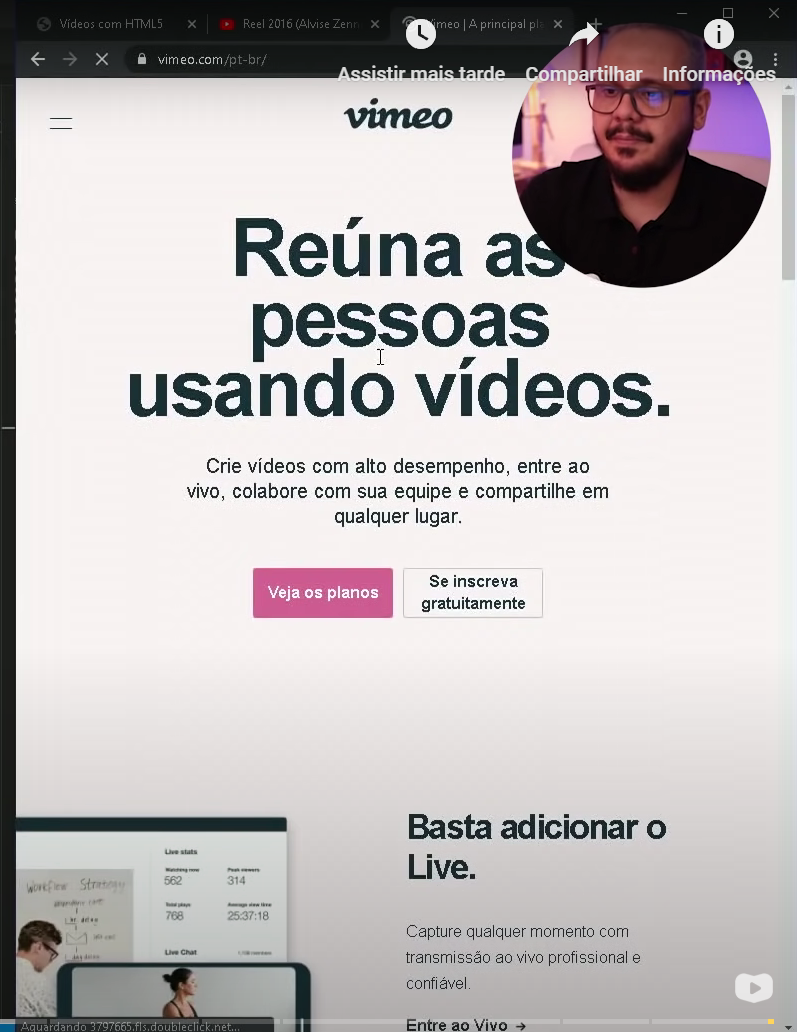 Vídeos com HTML5
Reel 2016 (Alvise Zenn
Vimeo | A principal pl
vimeo.com/pt-br/
Assistir mais tarde
Compartilhar
Informações
vimeo
Reúna as
pessoas
usando vídeos.
Crie vídeos com alto desempenho, entre ao
vivo, colabore com sua equipe e compartilhe em
qualquer lugar.
Veja os planos
Se inscreva
gratuitamente
Basta adicionar o
Live.
Live stats
Watching now
Peak viewers
562
314
Total plays
Average view time
768
25:37:18
Workflow Strategy
Live Chat
Capture qualquer momento com
transmissão ao vivo profissional e
confiável.
Entre ao Vivo →
Aguardando 3797665.fls.doubleclick.net...